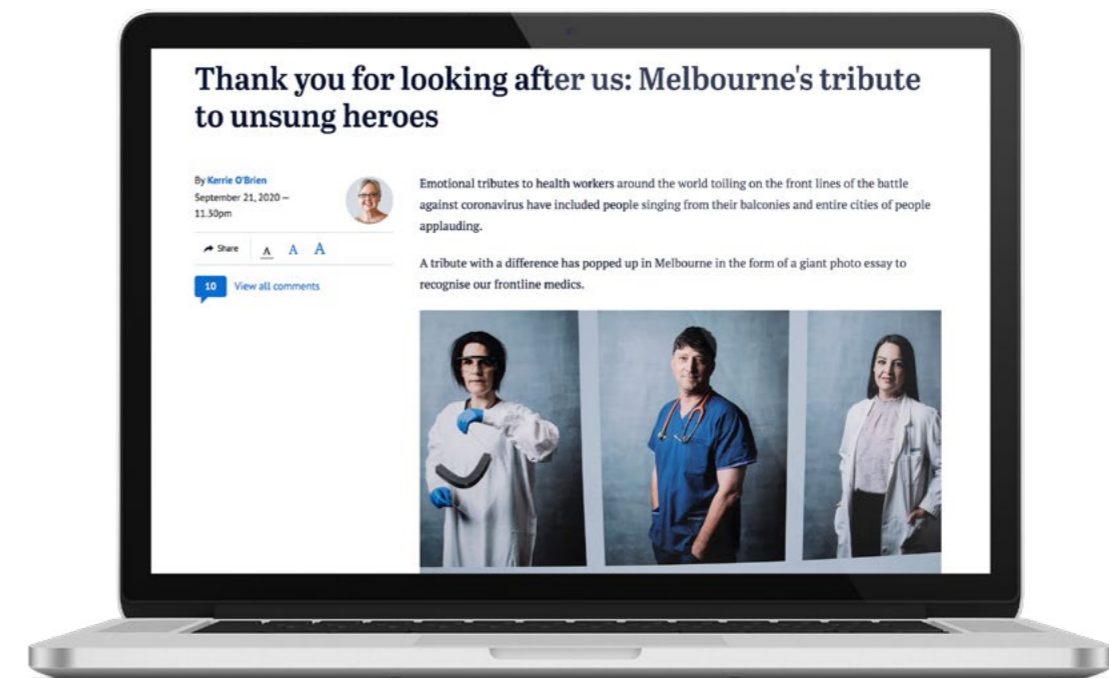 Thank you for looking after us: Melbourne's tribute
to unsung heroes
By Kerrie O'Brien
September 21, 2020 –
11.30pm
Share
A A A
10 View all comments
Emotional tributes to health workers around the world toiling on the front lines of the battle
against coronavirus have included people singing from their balconies and entire cities of people
applauding.
A tribute with a difference has popped up in Melbourne in the form of a giant photo essay to
recognise our frontline medics.